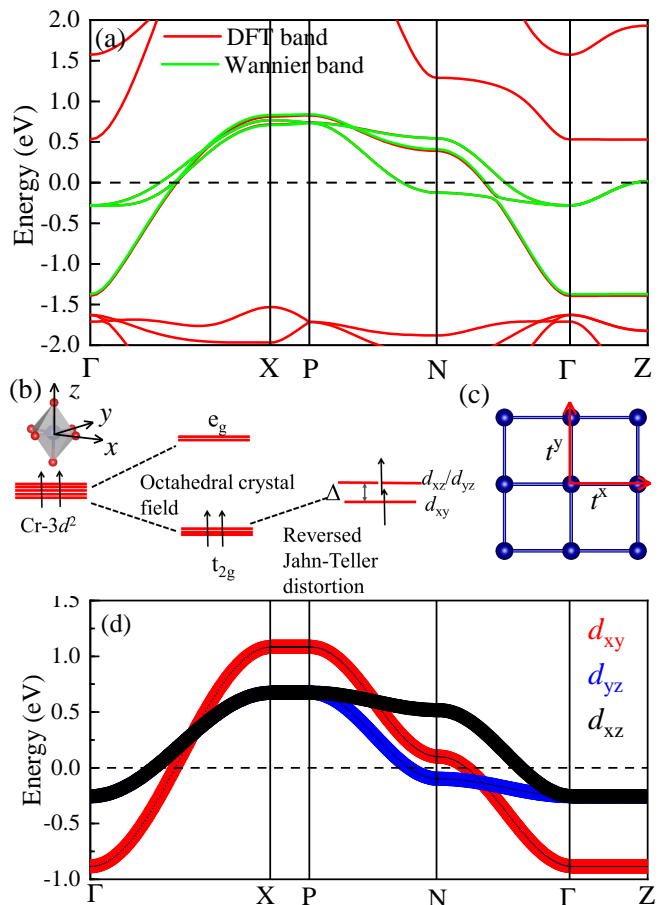 (a)
DFT band
Wannier band
Energy (eV)
2.0
1.5
1.0
0.5
0.0
-0.5
-1.0
-1.5
-2.0
Γ X P N Γ Z
(b)
z
y
x
e_g
Octahedral crystal
field
Cr-3d²
t_2g
Δ
d_xz/d_yz
d_xy
Reversed
Jahn-Teller
distortion
(c)
t^y
t^x
(d)
d_xy
d_yz
d_xz
Energy (eV)
1.5
1.0
0.5
0.0
-0.5
-1.0
Γ X P N Γ Z